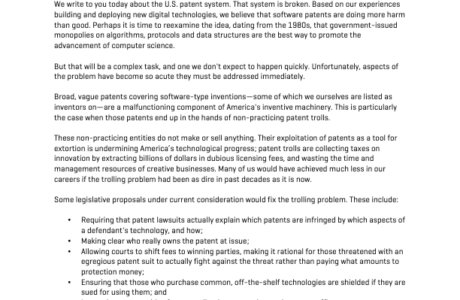 We write to you today about the U.S. patent system. That system is broken. Based on our experiences
building and deploying new digital technologies, we believe that software patents are doing more harm
than good. Perhaps it is time to reexamine the idea, dating from the 1980s, that government-issued
monopolies on algorithms, protocols and data structures are the best way to promote the
advancement of computer science.
But that will be a complex task, and one we don't expect to happen quickly. Unfortunately, aspects of
the problem have become so acute they must be addressed immediately.
Broad, vague patents covering software-type inventions—some of which we ourselves are listed as
inventors on—are a malfunctioning component of America's inventive machinery. This is particularly
the case when those patents end up in the hands of non-practicing patent trolls.
These non-practicing entities do not make or sell anything. Their exploitation of patents as a tool for
extortion is undermining America's technological progress; patent trolls are collecting taxes on
innovation by extracting billions of dollars in dubious licensing fees, and wasting the time and
management resources of creative businesses. Many of us would have achieved much less in our
careers if the trolling problem had been as dire in past decades as it is now.
Some legislative proposals under current consideration would fix the trolling problem. These include:
• Requiring that patent lawsuits actually explain which patents are infringed by which aspects of
a defendant's technology, and how;
• Making clear who really owns the patent at issue;
• Allowing courts to shift fees to winning parties, making it rational for those threatened with an
egregious patent suit to actually fight against the threat rather than paying what amounts to
protection money;
• Ensuring that those who purchase common, off-the-shelf technologies are shielded if they are
sued for using them; and